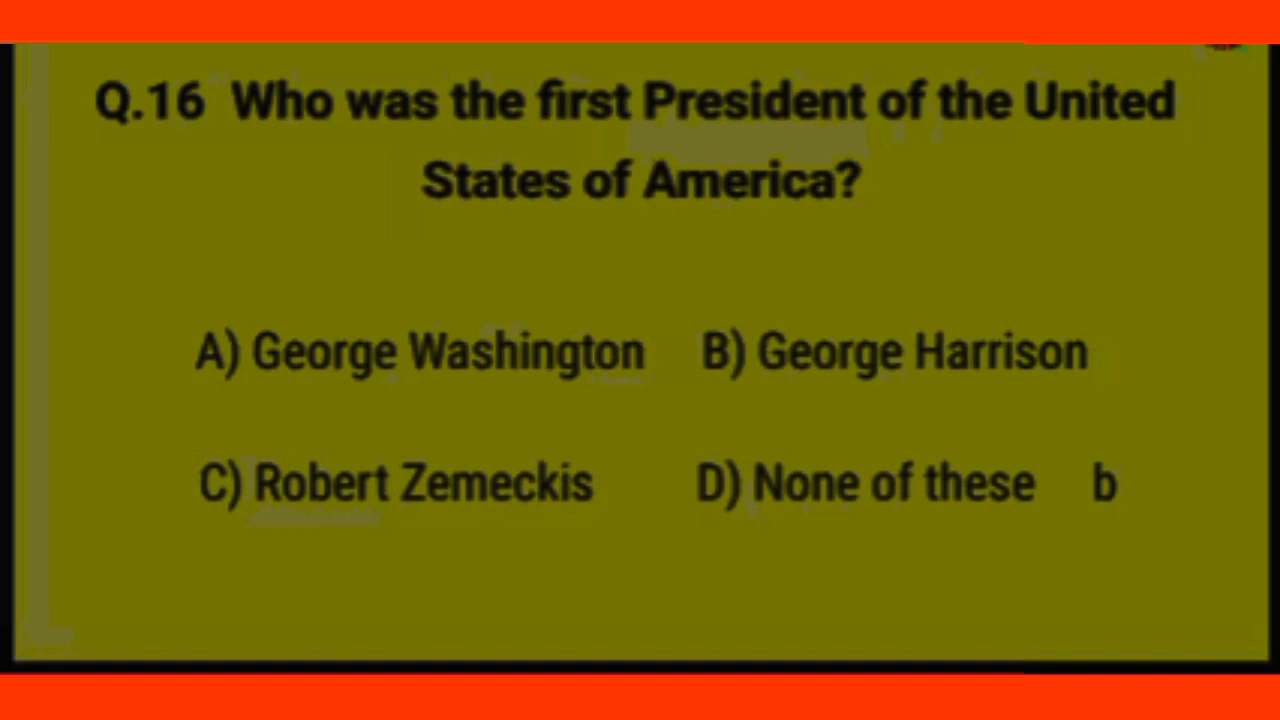 Q.16 Who was the first President of the United
States of America?
A) George Washington B) George Harrison
C) Robert Zemeckis D) None of these b